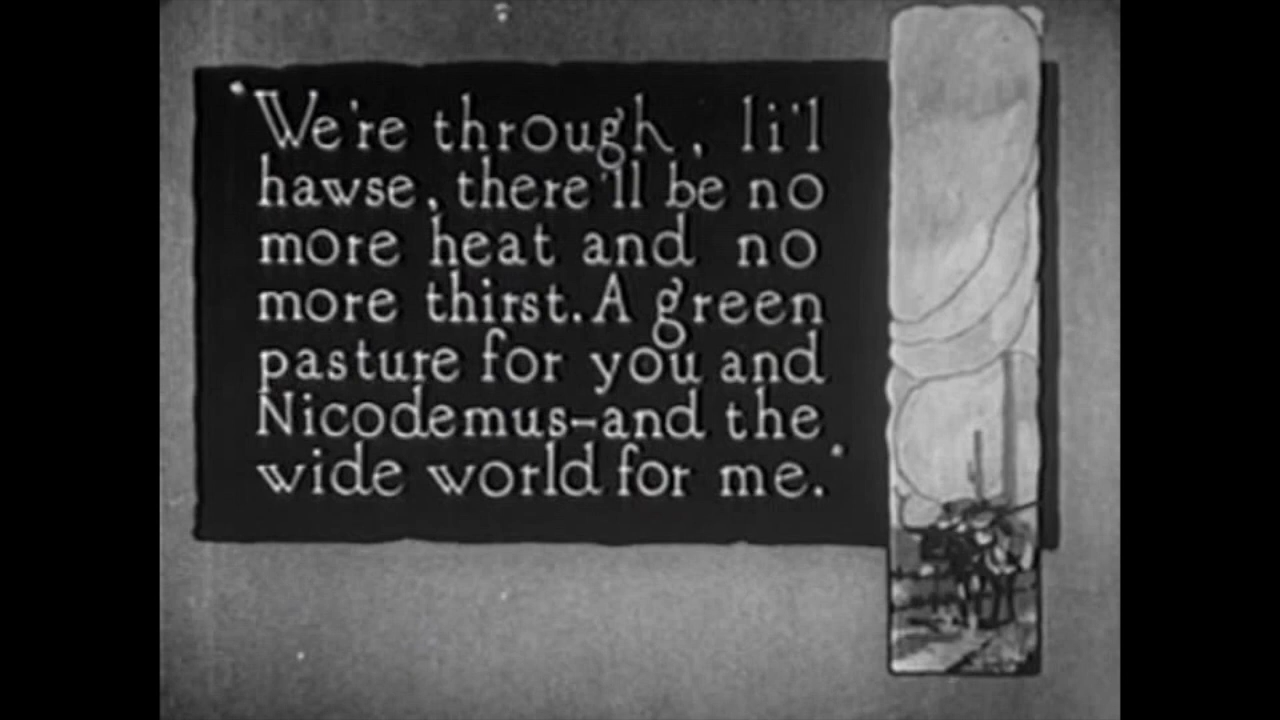 "We're through, li'l
hawse, there'll be no
more heat and no
more thirst. A green
pasture for you and
Nicodemus—and the
wide world for me."